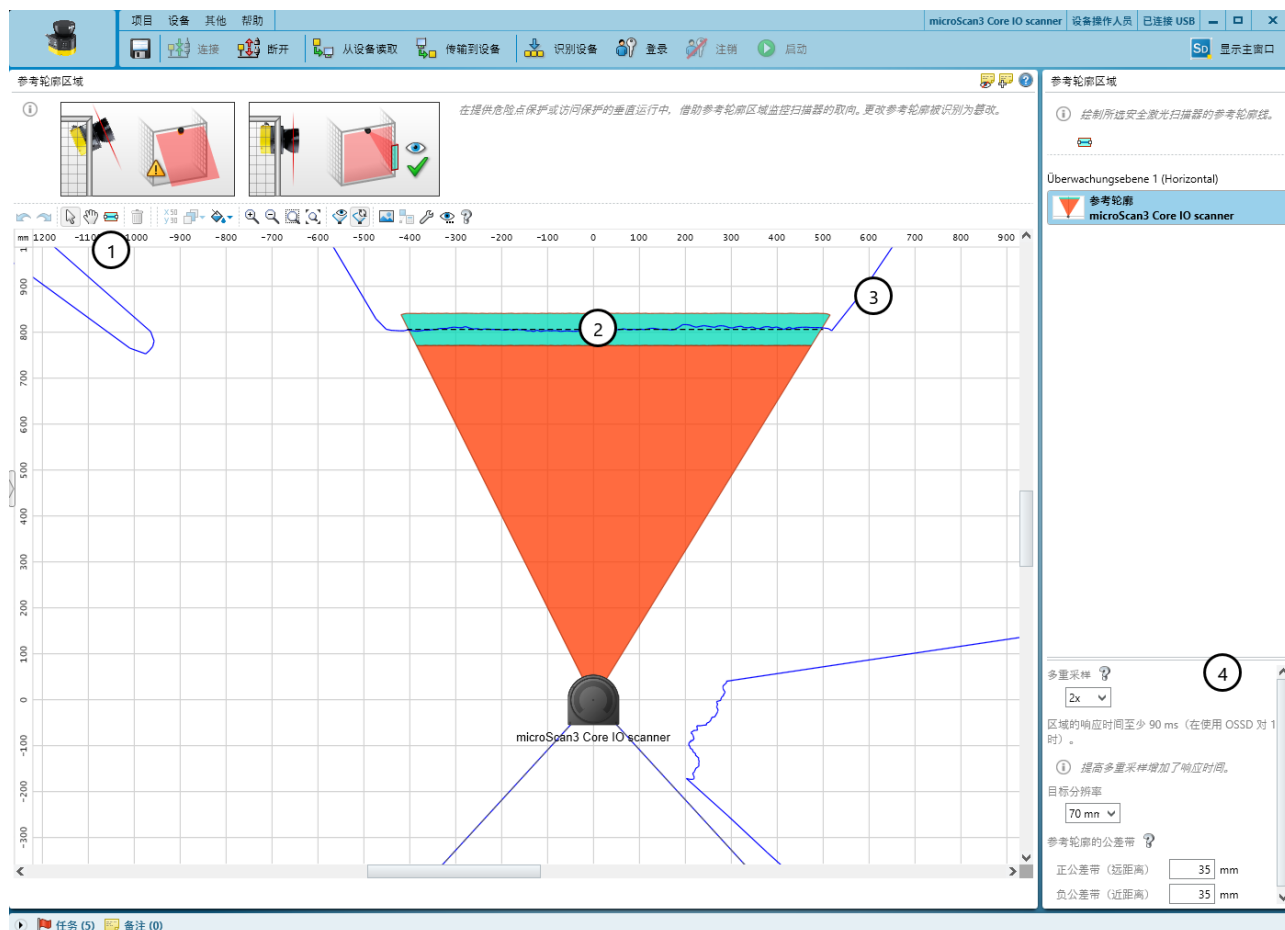 项目 设备 其他 帮助
microScan3 Core IO scanner 设备操作人员 已连接 USB
连接 断开 从设备读取 传输到设备 识别设备 登录 注销 启动 SD 显示主窗口
参考轮廓区域
在提供危险点保护或访问保护的垂直运行中，借助参考轮廓区域监控扫描器的取向。更改参考轮廓被识别为篡改。
mm 1200 -1100 -1000 -900 -800 -700 -600 -500 -400 -300 -200 -100 0 100 200 300 400 500 600 700 800 900
900
800
700
600
500
400
300
200
100
0
-100
-200
-300
1
2
3
microScan3 Core IO scanner
参考轮廓区域
绘制所选安全激光扫描器的参考轮廓线。
Überwachungsebene 1 (Horizontal)
参考轮廓
microScan3 Core IO scanner
4
多重采样
2x
区域的响应时间至少 90 ms（在使用 OSSD 对 1
时）。
提高多重采样增加了响应时间。
目标分辨率
70 mm
参考轮廓的公差带
正公差带（远距离） 35 mm
负公差带（近距离） 35 mm
任务 (5) 备注 (0)